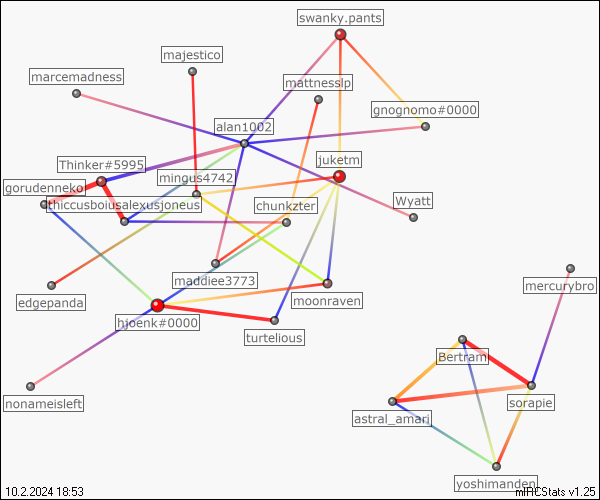 swanky.pants
majestico
marcemadness
mattnesslp
gnognomo#0000
alan1002
Thinker#5995
juketm
mingus4742
gorudenneko
chiccusboiusalexusjoneus
chunkzter
Wyatt
maddiee3773
mercurybro
edgepanda
moonraven
hjoenk#0000
turtelious
Bertram
nonameisleft
sorapie
astral_amari
yoshimanden
10.2.2024 18:53
mIRCStats v1.25